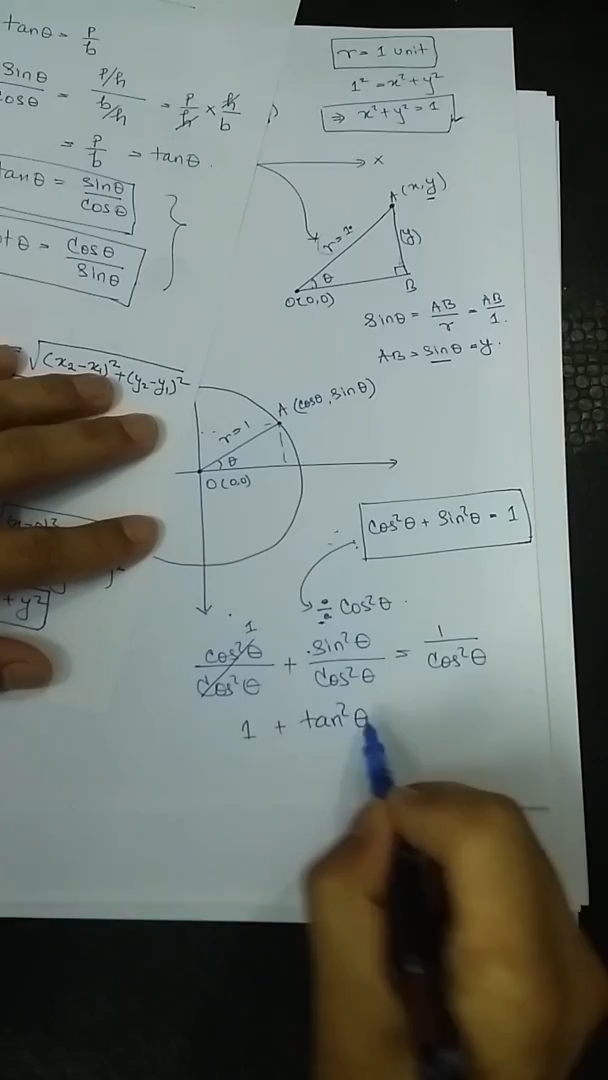 tanθ = p/b
sinθ/cosθ = (p/h)/(b/h) = p/h × h/b
= p/b = tanθ.
tanθ = sinθ/cosθ
cotθ = cosθ/sinθ
= √(x₂-x₁)²+(y₂-y₁)²
+y²
r = 1 unit
1² = x²+y²
⇒ x²+y² = 1
x
A (x,y)
(y)
θ
O(0,0)
B
sinθ = AB/r = AB/1.
AB = sinθ = y.
A (cosθ, sinθ)
r=1
θ
O(0,0)
cos²θ + sin²θ = 1
÷ cos²θ.
1
cos²θ/cos²θ + sin²θ/cos²θ = 1/cos²θ
1 + tan²θ